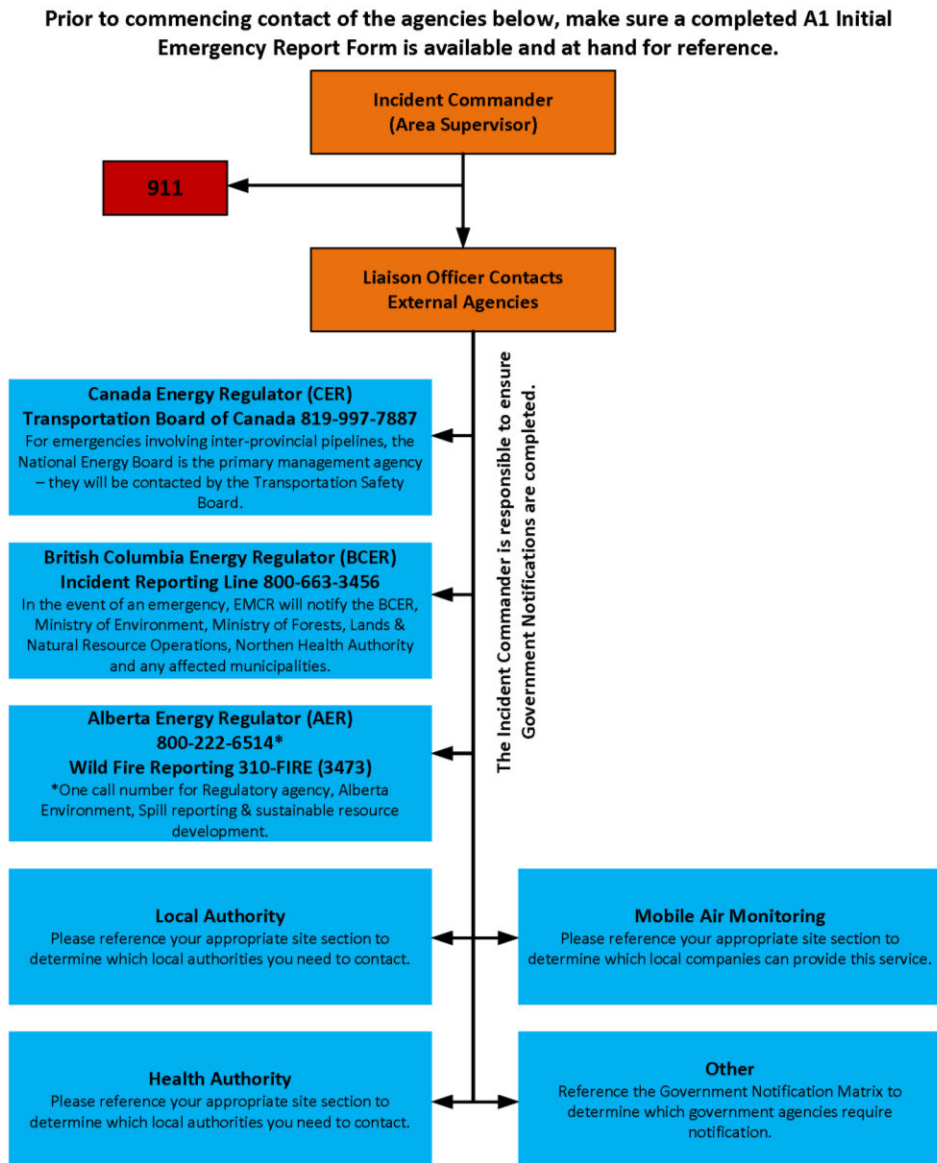 Prior to commencing contact of the agencies below, make sure a completed A1 Initial
Emergency Report Form is available and at hand for reference.
Incident Commander
(Area Supervisor)
911
Liaison Officer Contacts
External Agencies
The Incident Commander is responsible to ensure
Government Notifications are completed.
Canada Energy Regulator (CER)
Transportation Board of Canada 819-997-7887
For emergencies involving inter-provincial pipelines, the
National Energy Board is the primary management agency
– they will be contacted by the Transportation Safety
Board.
British Columbia Energy Regulator (BCER)
Incident Reporting Line 800-663-3456
In the event of an emergency, EMCR will notify the BCER,
Ministry of Environment, Ministry of Forests, Lands &
Natural Resource Operations, Northen Health Authority
and any affected municipalities.
Alberta Energy Regulator (AER)
800-222-6514*
Wild Fire Reporting 310-FIRE (3473)
*One call number for Regulatory agency, Alberta
Environment, Spill reporting & sustainable resource
development.
Local Authority
Please reference your appropriate site section to
determine which local authorities you need to contact.
Mobile Air Monitoring
Please reference your appropriate site section to
determine which local companies can provide this service.
Health Authority
Please reference your appropriate site section to
determine which local authorities you need to contact.
Other
Reference the Government Notification Matrix to
determine which government agencies require
notification.